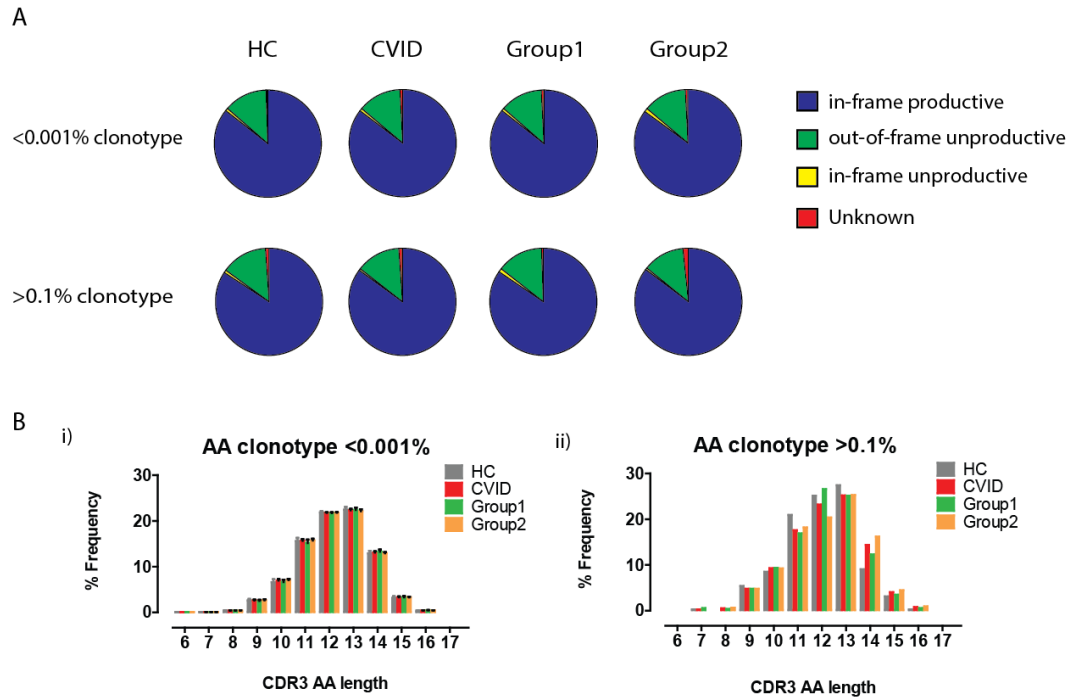 A
HC CVID Group1 Group2
<0.001% clonotype
in-frame productive
out-of-frame unproductive
in-frame unproductive
Unknown
>0.1% clonotype
B
i)
AA clonotype <0.001%
HC
CVID
Group1
Group2
30
20
10
0
% Frequency
6 7 8 9 10 11 12 13 14 15 16 17
CDR3 AA length
ii)
AA clonotype >0.1%
HC
CVID
Group1
Group2
30
20
10
0
% Frequency
6 7 8 9 10 11 12 13 14 15 16 17
CDR3 AA length